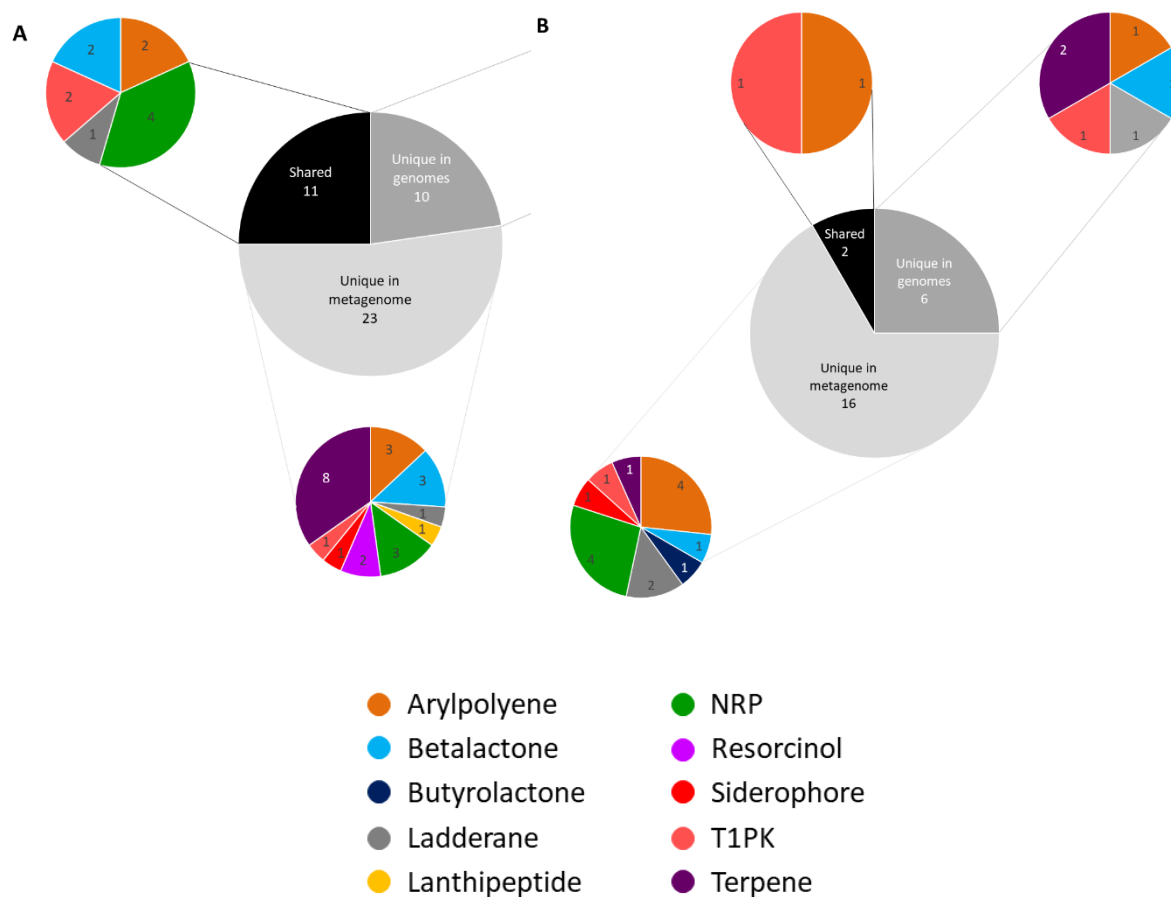 A
2
2
2
4
1
Shared
11
Unique in
genomes
10
Unique in
metagenome
23
8
3
3
1
1
3
2
1
1
B
1
1
2
1
1
1
Shared
2
Unique in
genomes
6
Unique in
metagenome
16
1
1
1
4
1
1
2
4
Arylpolyene
Betalactone
Butyrolactone
Ladderane
Lanthipeptide
NRP
Resorcinol
Siderophore
T1PK
Terpene